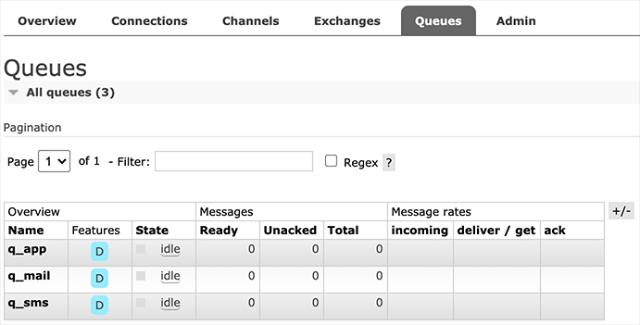 Overview Connections Channels Exchanges Queues Admin
Queues
All queues (3)
Pagination
Page 1 of 1 - Filter: Regex ?
Overview Messages Message rates +/-
Name Features State Ready Unacked Total incoming deliver / get ack
q_app D idle 0 0 0
q_mail D idle 0 0 0
q_sms D idle 0 0 0